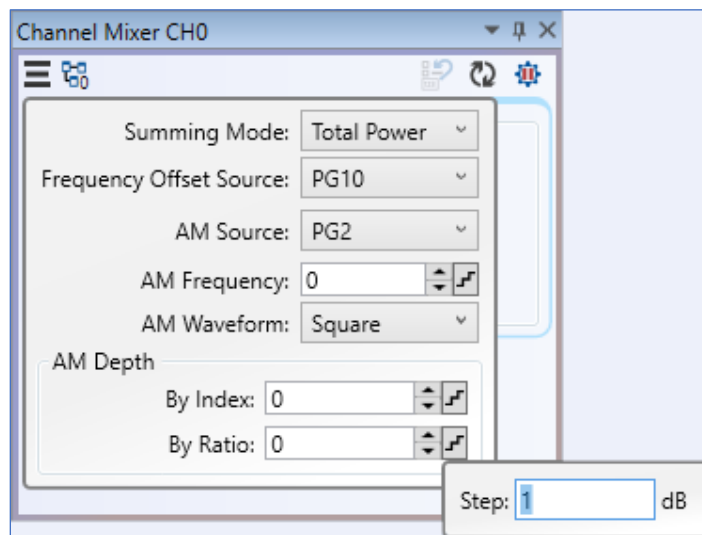 Channel Mixer CH0
0
Summing Mode: Total Power
Frequency Offset Source: PG10
AM Source: PG2
AM Frequency: 0
AM Waveform: Square
AM Depth
By Index: 0
By Ratio: 0
Step: 1 dB